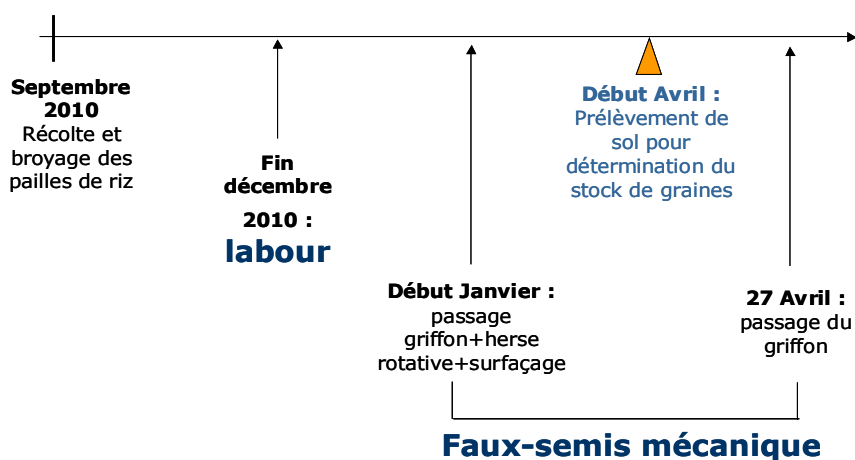 Septembre
2010
Récolte et
broyage des
pailles de riz
Fin
décembre
2010 :
labour
Début Janvier :
passage
griffon+herse
rotative+surfaçage
Début Avril :
Prélèvement de
sol pour
détermination du
stock de graines
27 Avril :
passage du
griffon
Faux-semis mécanique